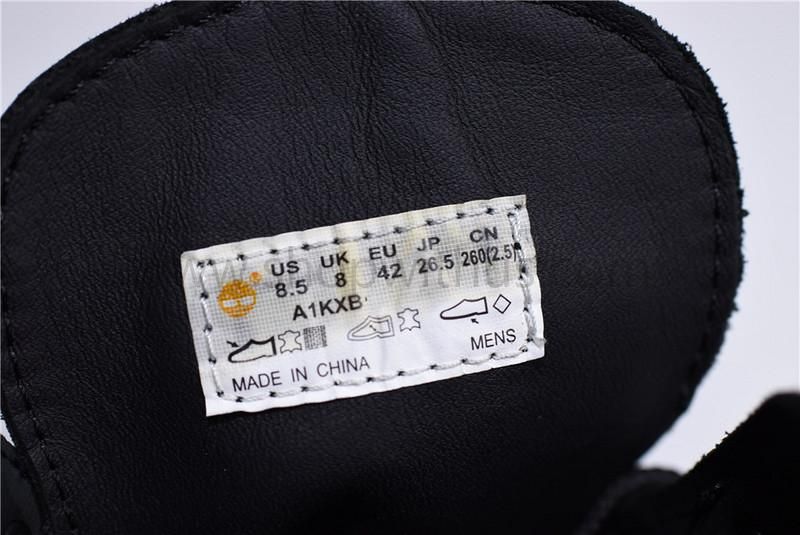 US UK EU JP CN
8.5 8 42 26.5 260(2.5)
A1KXB
MENS
MADE IN CHINA